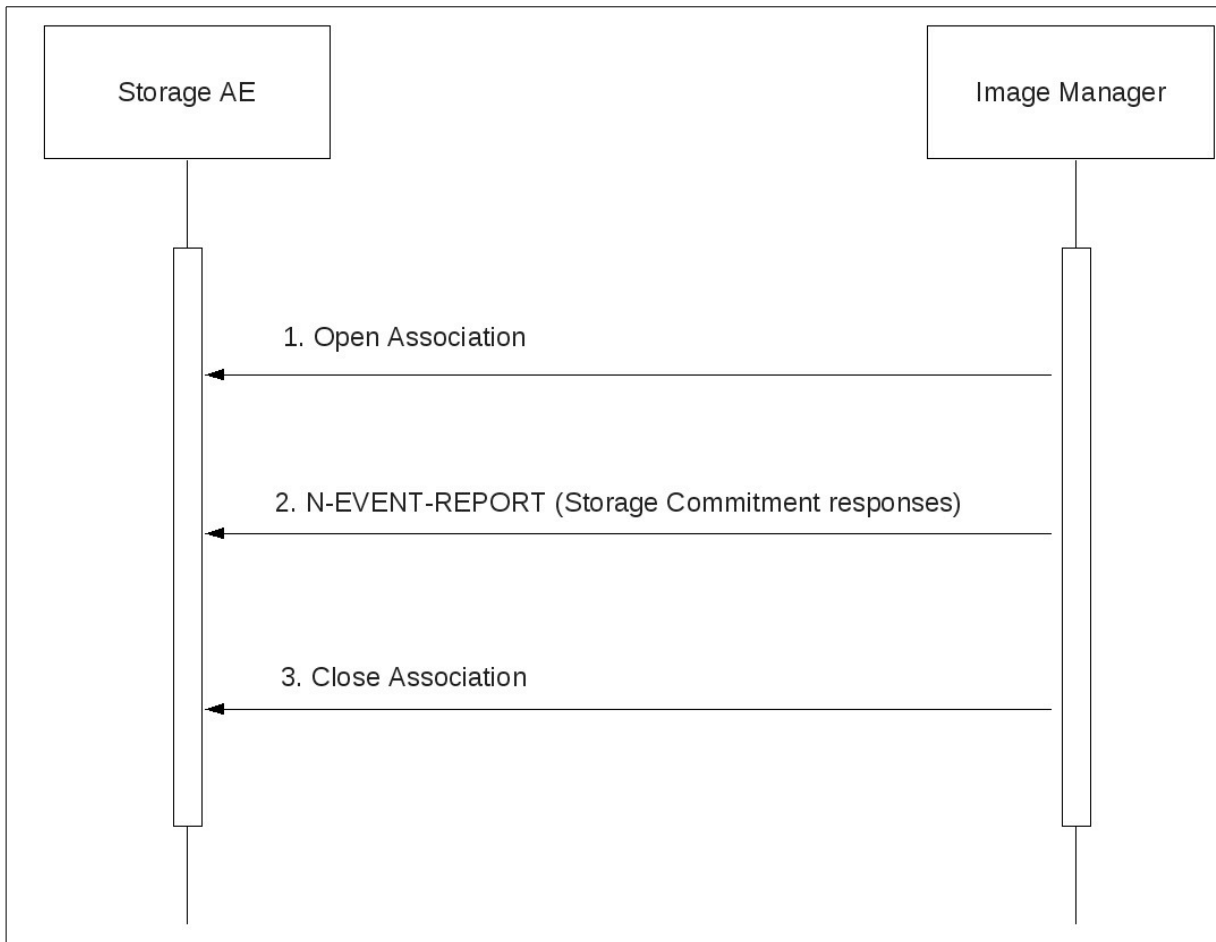 Storage AE
Image Manager
1. Open Association
2. N-EVENT-REPORT (Storage Commitment responses)
3. Close Association